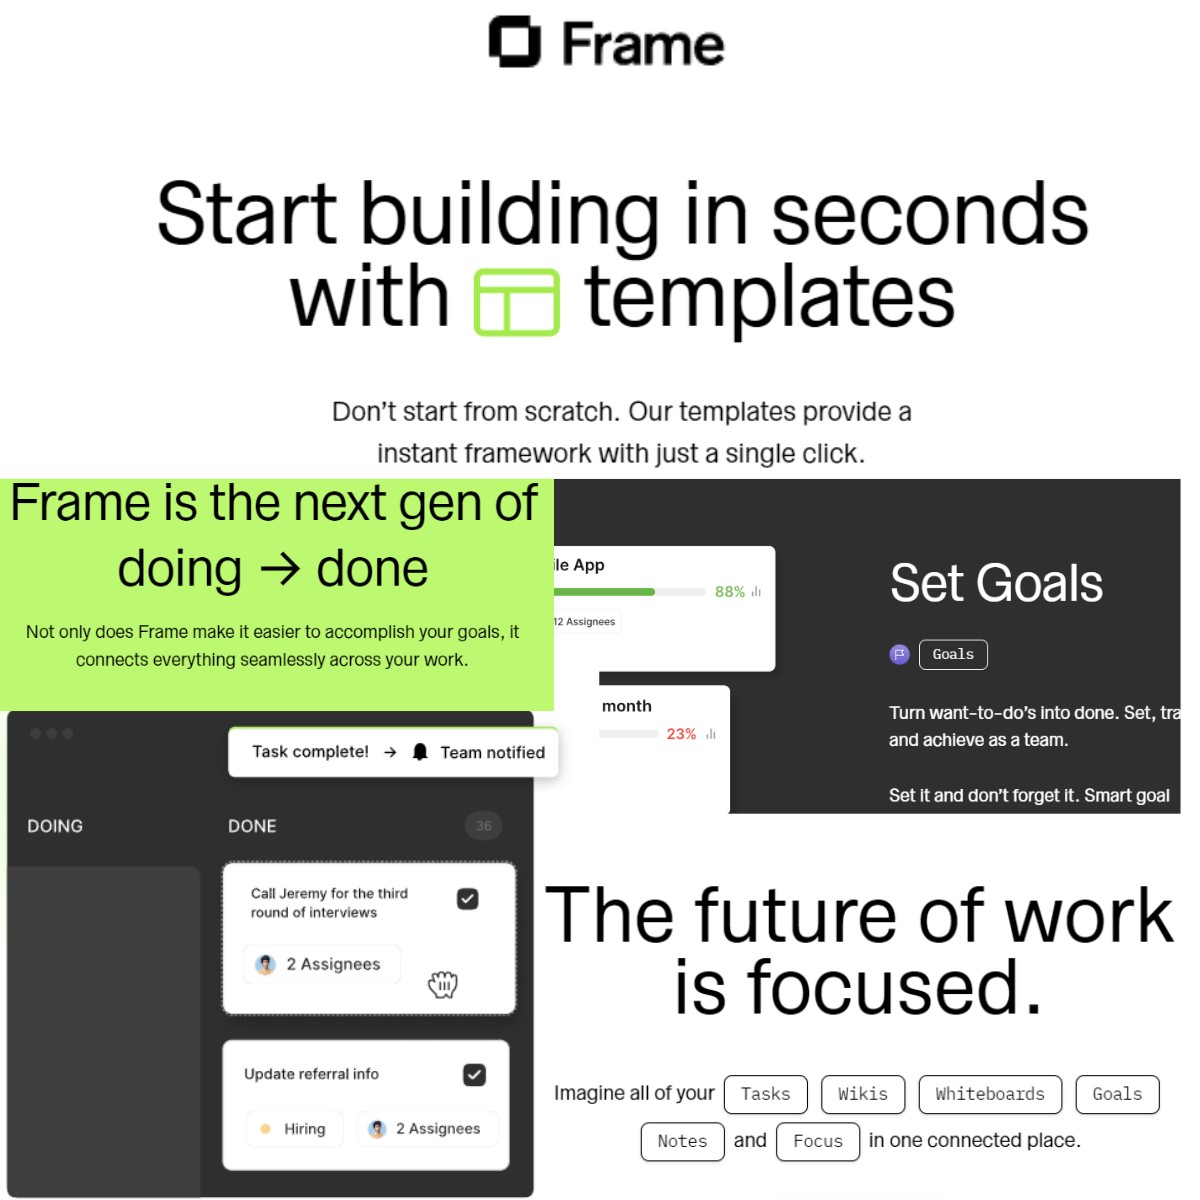 Frame
Start building in seconds
with templates
Don't start from scratch. Our templates provide a
instant framework with just a single click.
Frame is the next gen of
doing → done
Not only does Frame make it easier to accomplish your goals, it
connects everything seamlessly across your work.
App
88%
12 Assignees
month
23%
Set Goals
Goals
Turn want-to-do's into done. Set,
and achieve as a team.
Set it and don't forget it. Smart goal
Task complete! → Team notified
DOING
DONE
36
Call Jeremy for the third
round of interviews
2 Assignees
Update referral info
Hiring
2 Assignees
The future of work
is focused.
Imagine all of your Tasks Wikis Whiteboards Goals
Notes and Focus in one connected place.